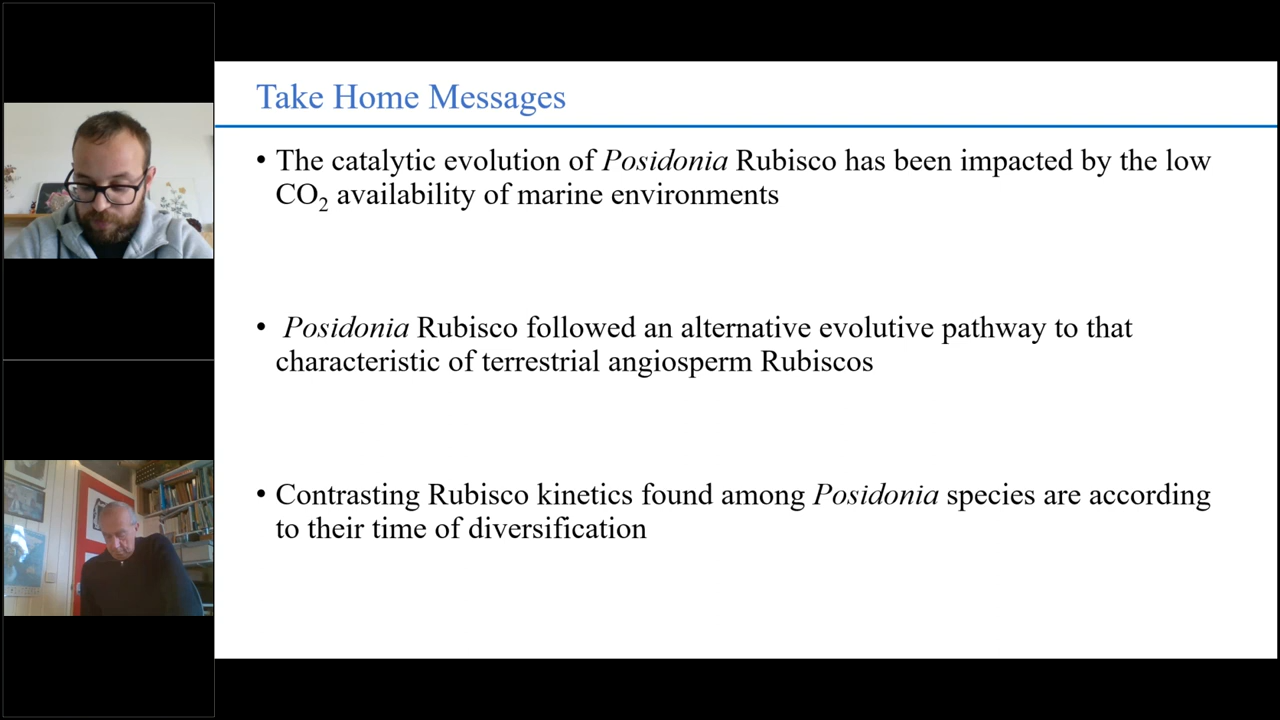 Take Home Messages
• The catalytic evolution of Posidonia Rubisco has been impacted by the low
CO₂ availability of marine environments
• Posidonia Rubisco followed an alternative evolutive pathway to that
characteristic of terrestrial angiosperm Rubiscos
• Contrasting Rubisco kinetics found among Posidonia species are according
to their time of diversification